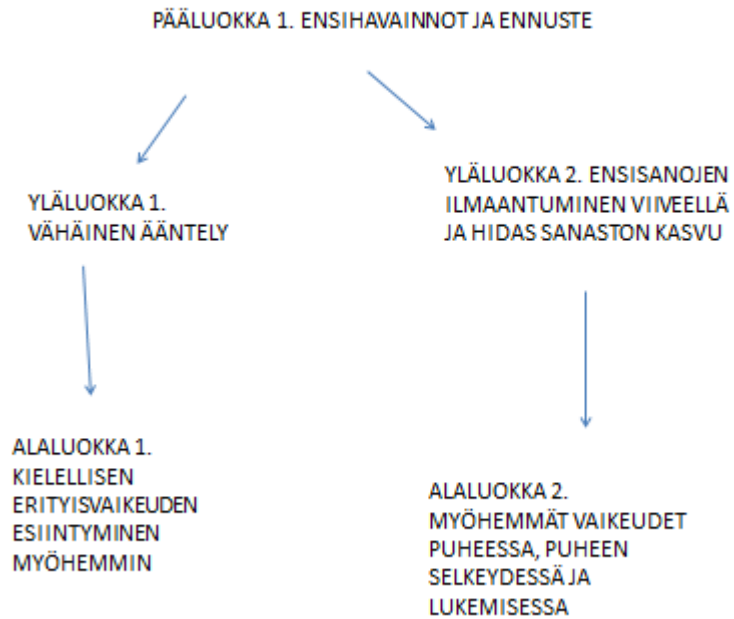 PÄÄLUOKKA 1. ENSIHAVAINNOT JA ENNUSTE
YLÄLUOKKA 1.
VÄHÄINEN ÄÄNTELY
YLÄLUOKKA 2. ENSISANOJEN
ILMAANTUMINEN VIIVEELLÄ
JA HIDAS SANASTON KASVU
ALALUOKKA 1.
KIELELLISEN
ERITYISVAIKEUDEN
ESIINTYMINEN
MYÖHEMMIN
ALALUOKKA 2.
MYÖHEMMÄT VAIKEUDET
PUHEESSA, PUHEEN
SELKEYDESSÄ JA
LUKEMISESSA